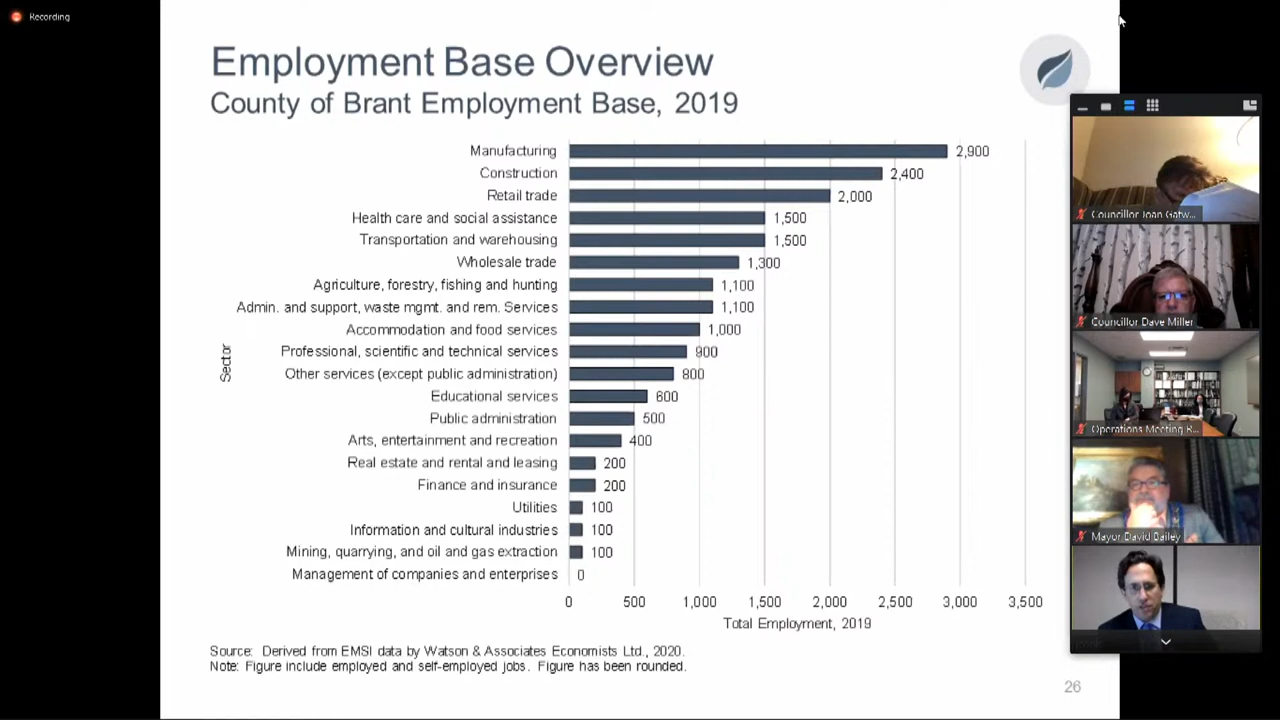 Recording
Employment Base Overview
County of Brant Employment Base, 2019
Manufacturing 2,900
Construction 2,400
Retail trade 2,000
Health care and social assistance 1,500
Transportation and warehousing 1,500
Wholesale trade 1,300
Agriculture, forestry, fishing and hunting 1,100
Admin. and support, waste mgmt. and rem. Services 1,100
Accommodation and food services 1,000
Professional, scientific and technical services 900
Other services (except public administration) 800
Educational services 600
Public administration 500
Arts, entertainment and recreation 400
Real estate and rental and leasing 200
Finance and insurance 200
Utilities 100
Information and cultural industries 100
Mining, quarrying, and oil and gas extraction 100
Management of companies and enterprises 0
Sector
0 500 1,000 1,500 2,000 2,500 3,000 3,500
Total Employment, 2019
Source: Derived from EMSI data by Watson & Associates Economists Ltd., 2020.
Note: Figure include employed and self-employed jobs. Figure has been rounded.
26
Councillor Joan Gatw...
Councillor Dave Miller
Operations Meeting R...
Mayor David Bailey